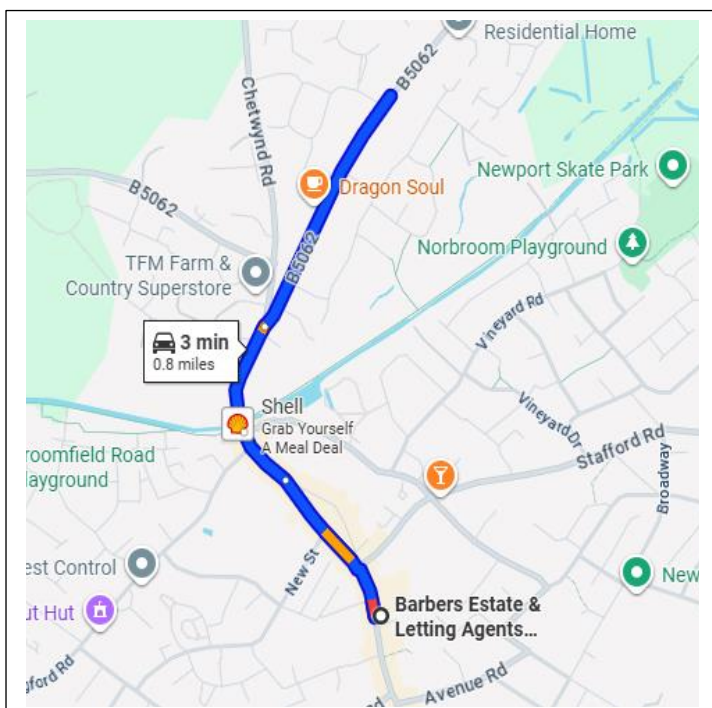 Residential Home
B5062
Chetwynd Rd
Newport Skate Park
B5062
Dragon Soul
B5062
Norbroom Playground
TFM Farm &
Country Superstore
Vineyard Rd
3 min
0.8 miles
Shell
Grab Yourself
A Meal Deal
Vineyard Dr
Stafford Rd
Broadway
roomfield Road
layground
New St
est Control
New
ut Hut
Barbers Estate &
Letting Agents…
gford Rd
Avenue Rd